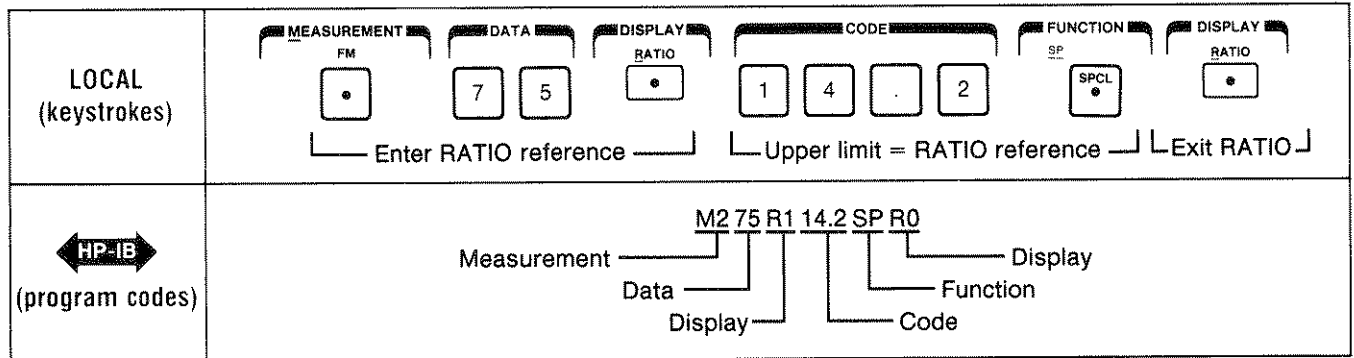 LOCAL
(keystrokes)
MEASUREMENT DATA DISPLAY CODE FUNCTION DISPLAY
FM RATIO SP RATIO
7 5 1 4 . 2 SPCL
Enter RATIO reference Upper limit = RATIO reference Exit RATIO
HP-IB
(program codes)
M2 75 R1 14.2 SP R0
Measurement Display
Data Function
Display Code